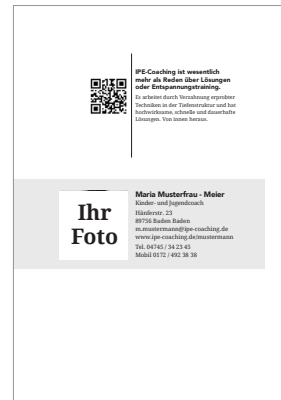 IPE-Coaching ist wesentlich
mehr als Reden über Lösungen
oder Entspannungstraining.
Es arbeitet durch Verzahnung erprobter
Techniken in der Tiefenstruktur und hat
hochwirksame, schnelle und dauerhafte
Lösungen. Von innen heraus.
Ihr
Foto
Maria Musterfrau - Meier
Kinder- und Jugendcoach
Hänferstr. 23
89756 Baden Baden
m.mustermann@ipe-coaching.de
www.ipe-coaching.de/mustermann
Tel. 04745 / 34 23 45
Mobil 0172 / 492 38 38